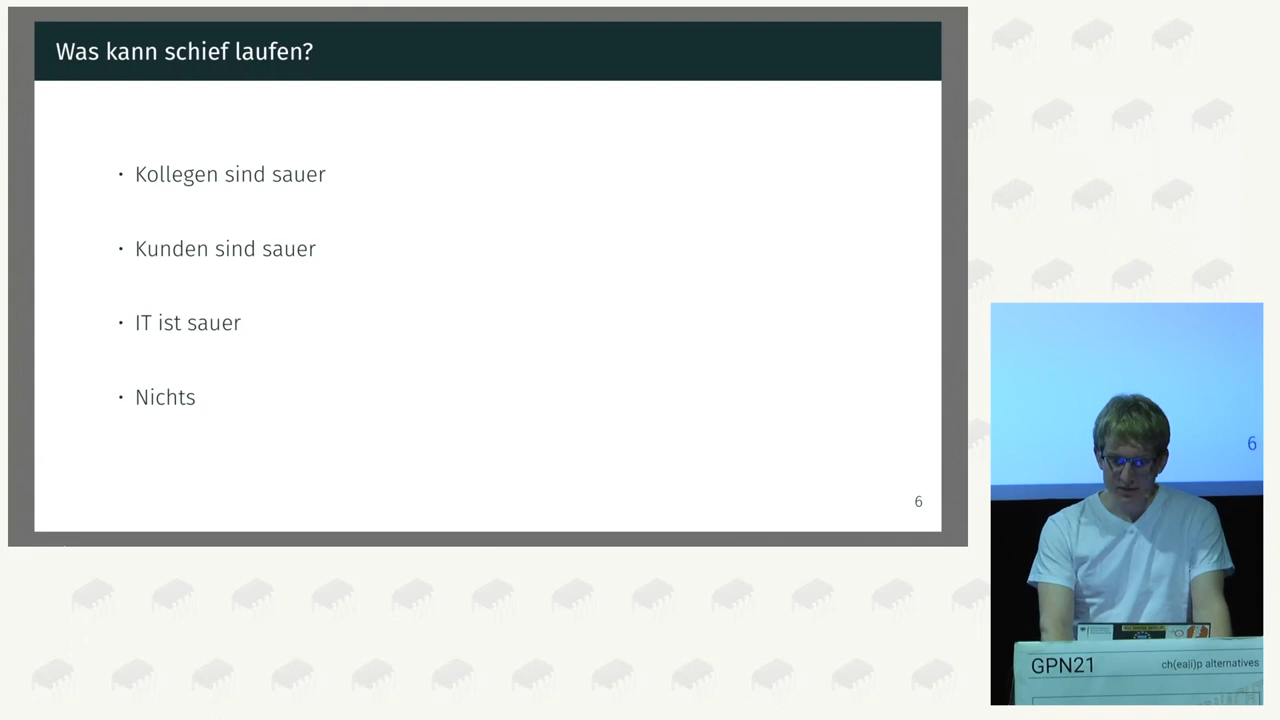 Was kann schief laufen?
· Kollegen sind sauer
· Kunden sind sauer
· IT ist sauer
· Nichts
6
6
GPN21
ch(ea|i)p alternatives